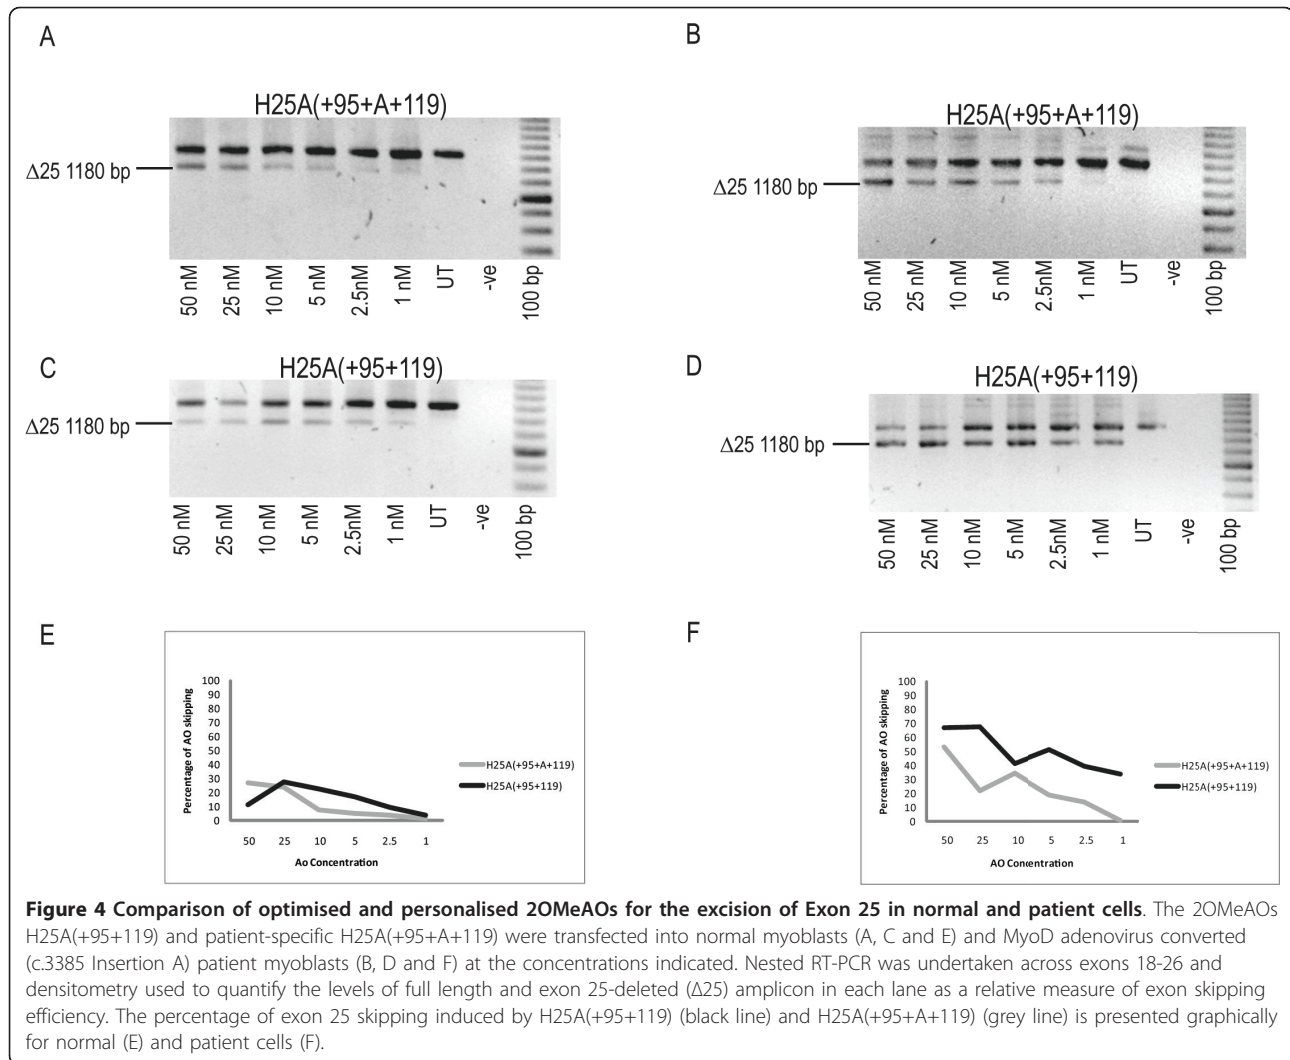 A
H25A(+95+A+119)
Δ25 1180 bp
50 nM 25 nM 10 nM 5 nM 2.5nM 1 nM UT -ve 100 bp
B
H25A(+95+A+119)
Δ25 1180 bp
50 nM 25 nM 10 nM 5 nM 2.5nM 1 nM UT -ve 100 bp
C
H25A(+95+119)
Δ25 1180 bp
50 nM 25 nM 10 nM 5 nM 2.5nM 1 nM UT -ve 100 bp
D
H25A(+95+119)
Δ25 1180 bp
50 nM 25 nM 10 nM 5 nM 2.5nM 1 nM UT -ve 100 bp
E
Percentage of AO skipping
100
90
80
70
60
50
40
30
20
10
0
50 25 10 5 2.5 1
Ao Concentration
H25A(+95+A+119)
H25A(+95+119)
F
Percentage of AO skipping
100
90
80
70
60
50
40
30
20
10
0
50 25 10 5 2.5 1
AO Concentration
H25A(+95+A+119)
H25A(+95+119)
Figure 4 Comparison of optimised and personalised 2OMeAOs for the excision of Exon 25 in normal and patient cells. The 2OMeAOs
H25A(+95+119) and patient-specific H25A(+95+A+119) were transfected into normal myoblasts (A, C and E) and MyoD adenovirus converted
(c.3385 Insertion A) patient myoblasts (B, D and F) at the concentrations indicated. Nested RT-PCR was undertaken across exons 18-26 and
densitometry used to quantify the levels of full length and exon 25-deleted (Δ25) amplicon in each lane as a relative measure of exon skipping
efficiency. The percentage of exon 25 skipping induced by H25A(+95+119) (black line) and H25A(+95+A+119) (grey line) is presented graphically
for normal (E) and patient cells (F).